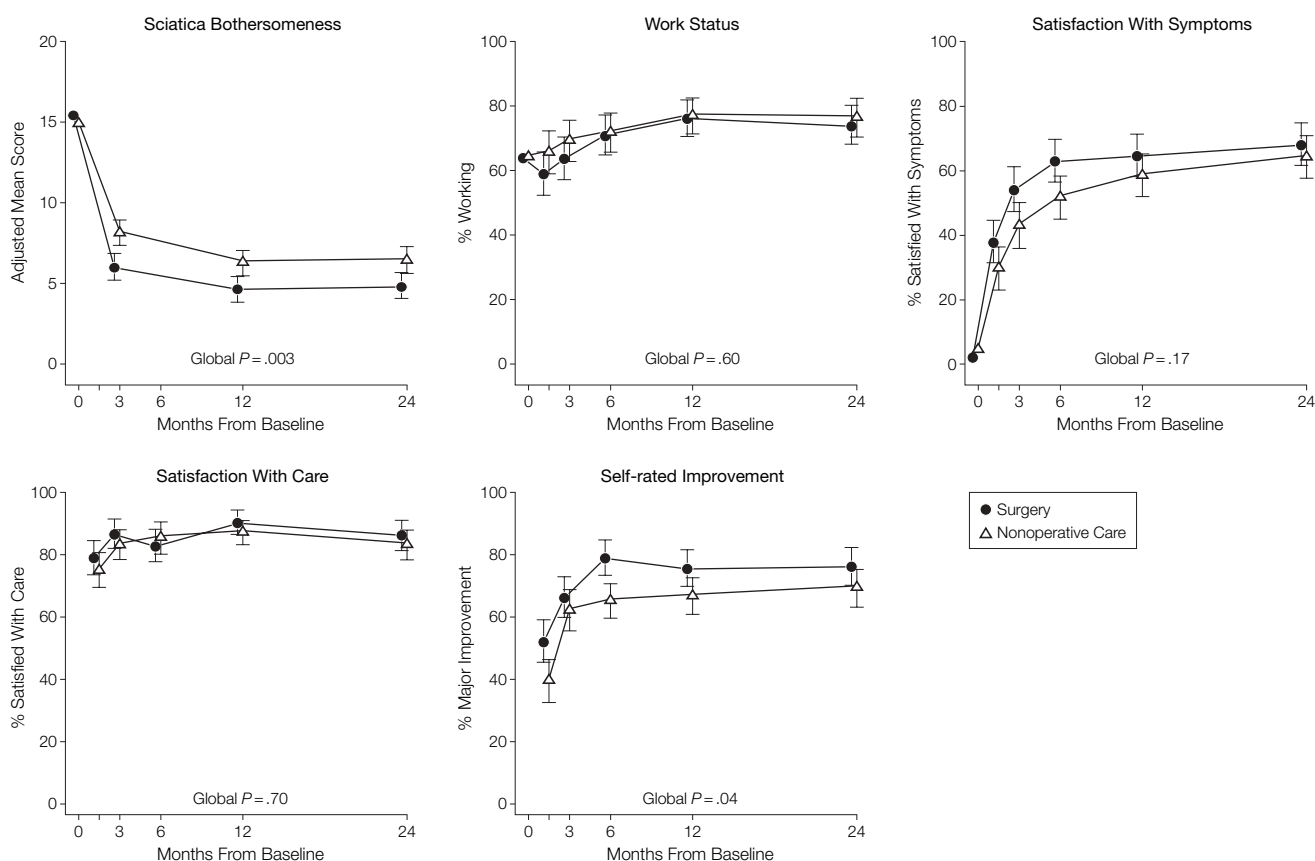 Sciatica Bothersomeness
20
15
10
5
0
Adjusted Mean Score
Global P=.003
0 3 6 12 24
Months From Baseline
Work Status
100
80
60
40
20
0
% Working
Global P=.60
0 3 6 12 24
Months From Baseline
Satisfaction With Symptoms
100
80
60
40
20
0
% Satisfied With Symptoms
Global P=.17
0 3 6 12 24
Months From Baseline
Satisfaction With Care
100
80
60
40
20
0
% Satisfied With Care
Global P=.70
0 3 6 12 24
Months From Baseline
Self-rated Improvement
100
80
60
40
20
0
% Major Improvement
Global P=.04
0 3 6 12 24
Months From Baseline
Surgery
Nonoperative Care